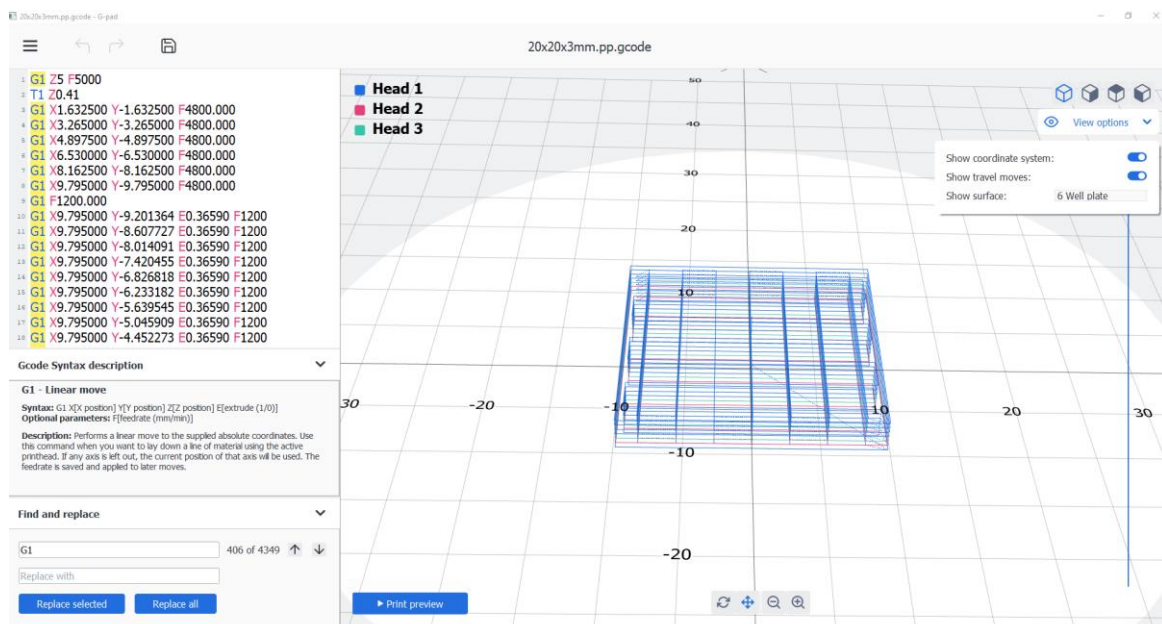 20x20x3mm.pp.gcode - G-pad
20x20x3mm.pp.gcode
1 G1 Z5 F5000
2 T1 Z0.41
3 G1 X1.632500 Y-1.632500 F4800.000
4 G1 X3.265000 Y-3.265000 F4800.000
5 G1 X4.897500 Y-4.897500 F4800.000
6 G1 X6.530000 Y-6.530000 F4800.000
7 G1 X8.162500 Y-8.162500 F4800.000
8 G1 X9.795000 Y-9.795000 F4800.000
9 G1 F1200.000
10 G1 X9.795000 Y-9.201364 E0.36590 F1200
11 G1 X9.795000 Y-8.607727 E0.36590 F1200
12 G1 X9.795000 Y-8.014091 E0.36590 F1200
13 G1 X9.795000 Y-7.420455 E0.36590 F1200
14 G1 X9.795000 Y-6.826818 E0.36590 F1200
15 G1 X9.795000 Y-6.233182 E0.36590 F1200
16 G1 X9.795000 Y-5.639545 E0.36590 F1200
17 G1 X9.795000 Y-5.045909 E0.36590 F1200
18 G1 X9.795000 Y-4.452273 E0.36590 F1200
Gcode Syntax description
G1 - Linear move
Syntax: G1 X[X position] Y[Y position] Z[Z position] E[extrude (1/0)]
Optional parameters: F[feedrate (mm/min)]
Description: Performs a linear move to the supplied absolute coordinates. Use
this command when you want to lay down a line of material using the active
printhead. If any axis is left out, the current position of that axis will be used. The
feedrate is saved and applied to later moves.
Find and replace
G1
406 of 4349
Replace with
Replace selected
Replace all
Head 1
Head 2
Head 3
50
40
30
20
10
30
-20
-10
10
20
30
-10
-20
View options
Show coordinate system:
Show travel moves:
Show surface: 6 Well plate
Print preview